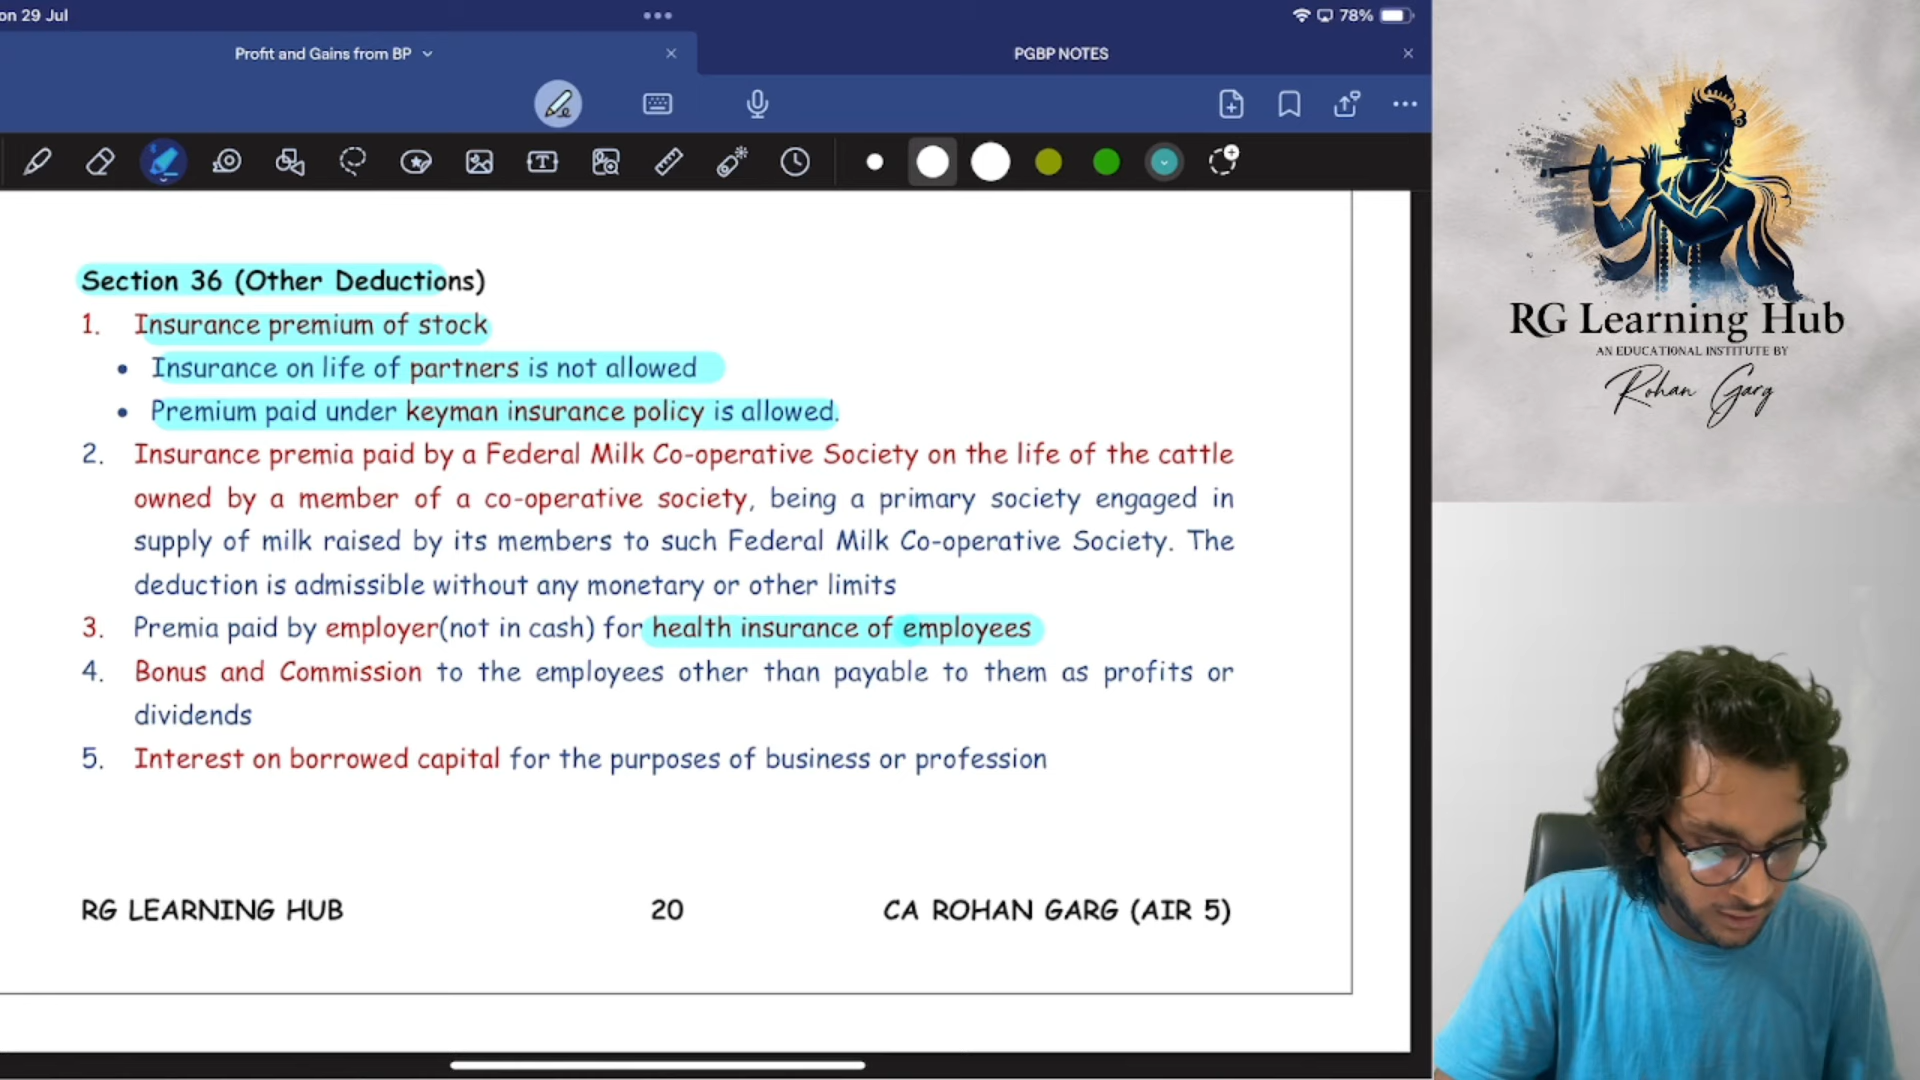 on 29 Jul
78%
Profit and Gains from BP
PGBP NOTES
Section 36 (Other Deductions)
1. Insurance premium of stock
• Insurance on life of partners is not allowed
• Premium paid under keyman insurance policy is allowed.
2. Insurance premia paid by a Federal Milk Co-operative Society on the life of the cattle
owned by a member of a co-operative society, being a primary society engaged in
supply of milk raised by its members to such Federal Milk Co-operative Society. The
deduction is admissible without any monetary or other limits
3. Premia paid by employer(not in cash) for health insurance of employees
4. Bonus and Commission to the employees other than payable to them as profits or
dividends
5. Interest on borrowed capital for the purposes of business or profession
RG LEARNING HUB 20 CA ROHAN GARG (AIR 5)
RG Learning Hub
AN EDUCATIONAL INSTITUTE BY
Rohan Garg